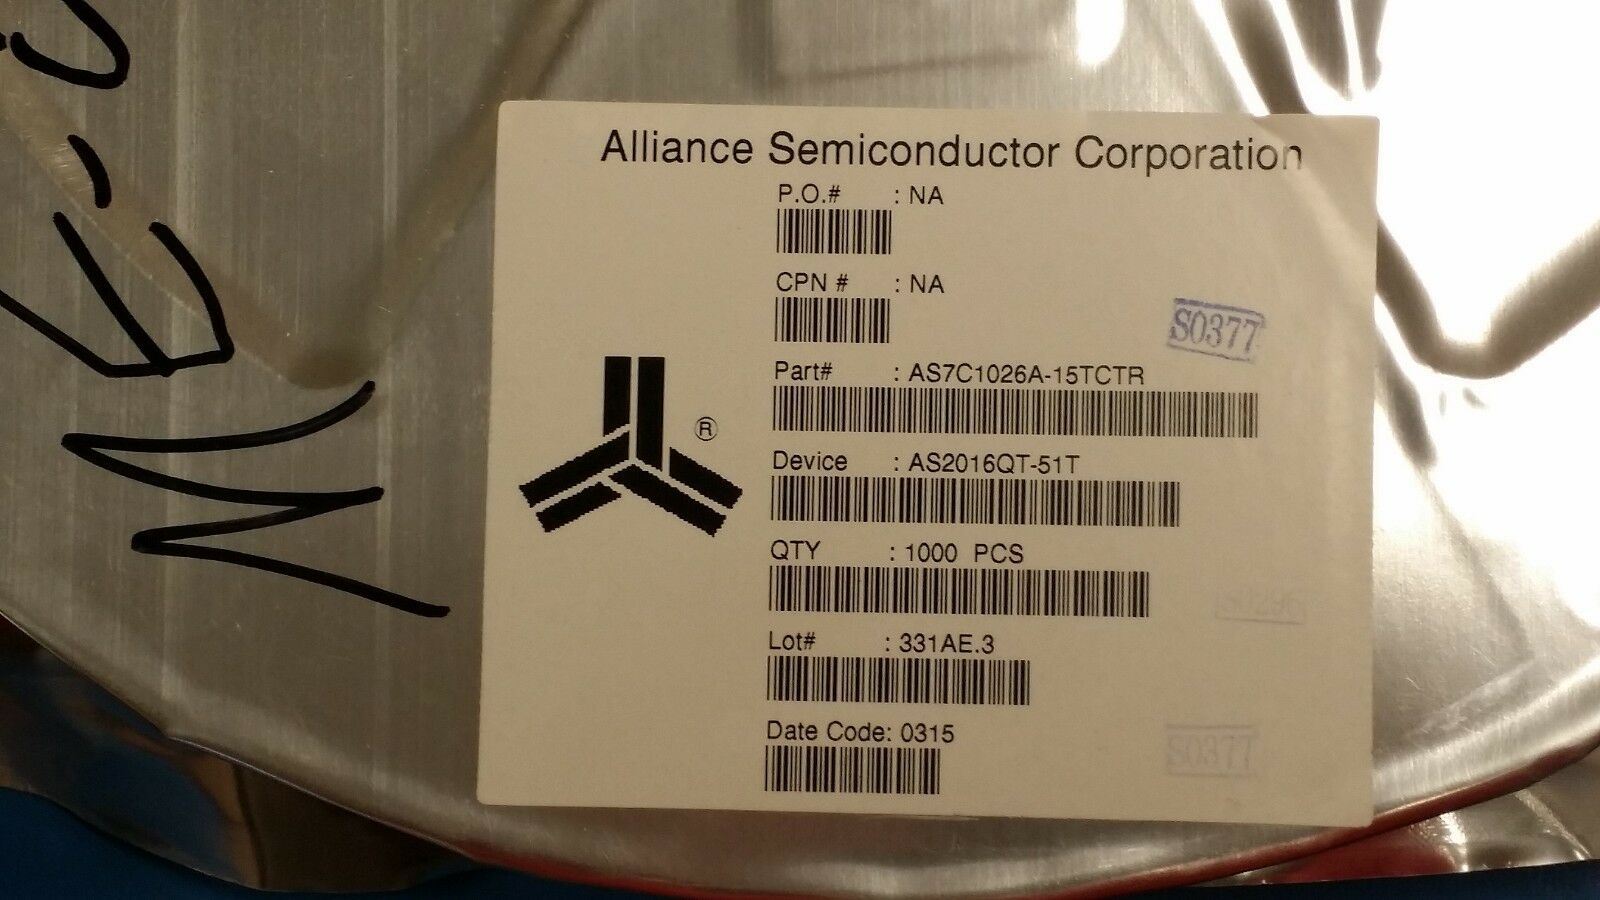 Alliance Semiconductor Corporation
P.O.# : NA
CPN # : NA
S0377
Part# : AS7C1026A-15TCTR
®
Device : AS2016QT-51T
QTY : 1000 PCS
S0296
Lot# : 331AE.3
Date Code: 0315
S0377